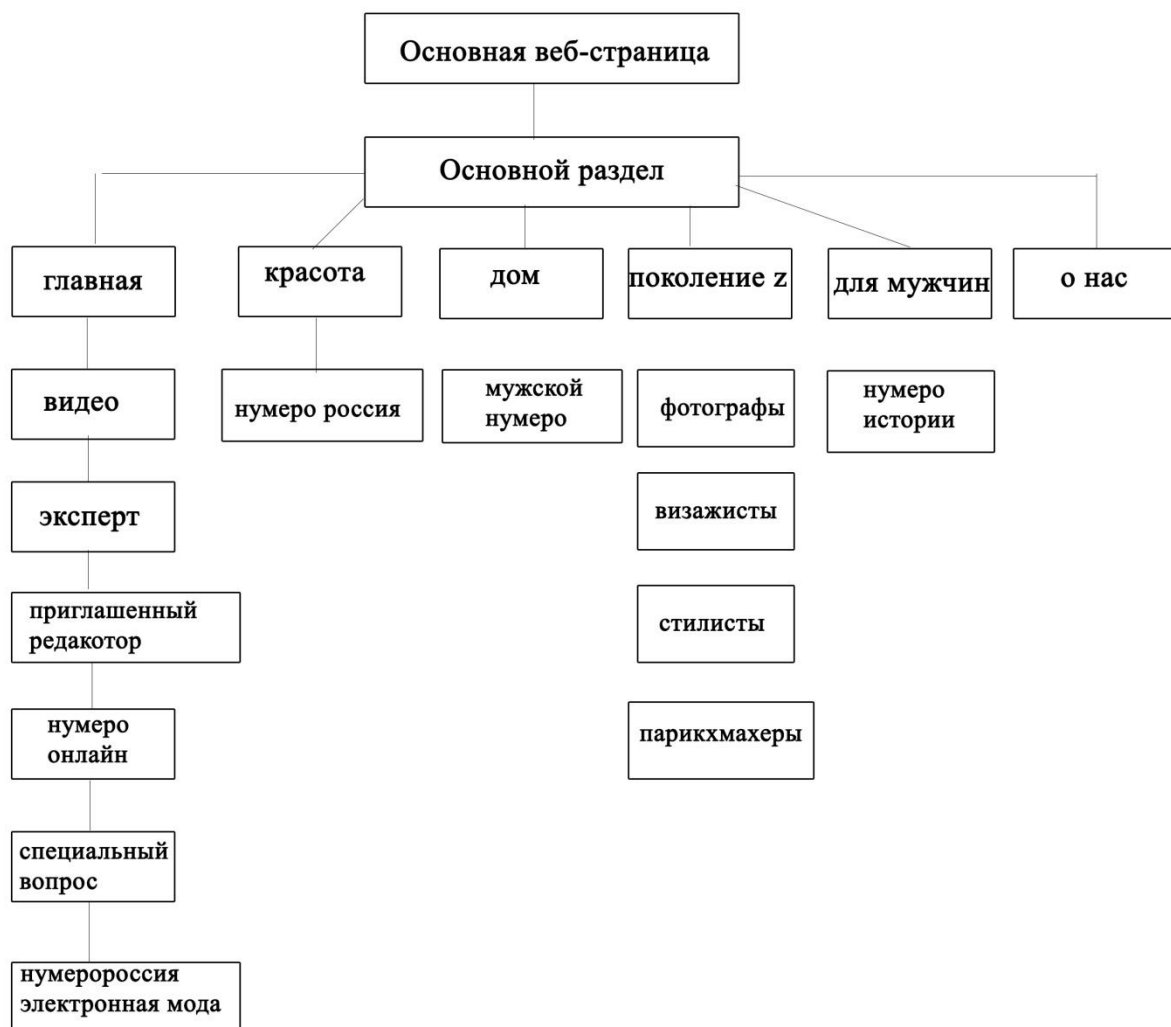 Основная веб-страница
Основной раздел
главная
красота
дом
поколение z
для мужчин
о нас
видео
нумеро россия
мужской
нумеро
фотографы
нумеро
истории
эксперт
визажисты
приглашенный
редакотор
стилисты
нумеро
онлайн
парикхмахеры
специальный
вопрос
нумеророссия
электронная мода